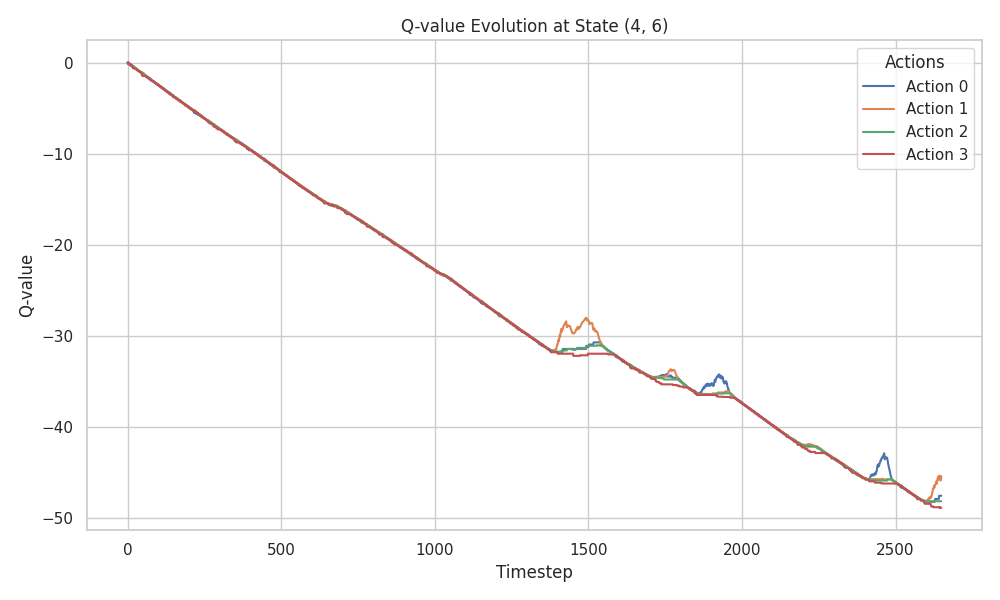 Q-value Evolution at State (4, 6)
Actions
Action 0
Action 1
Action 2
Action 3
Q-value
0
−10
−20
−30
−40
−50
0 500 1000 1500 2000 2500
Timestep